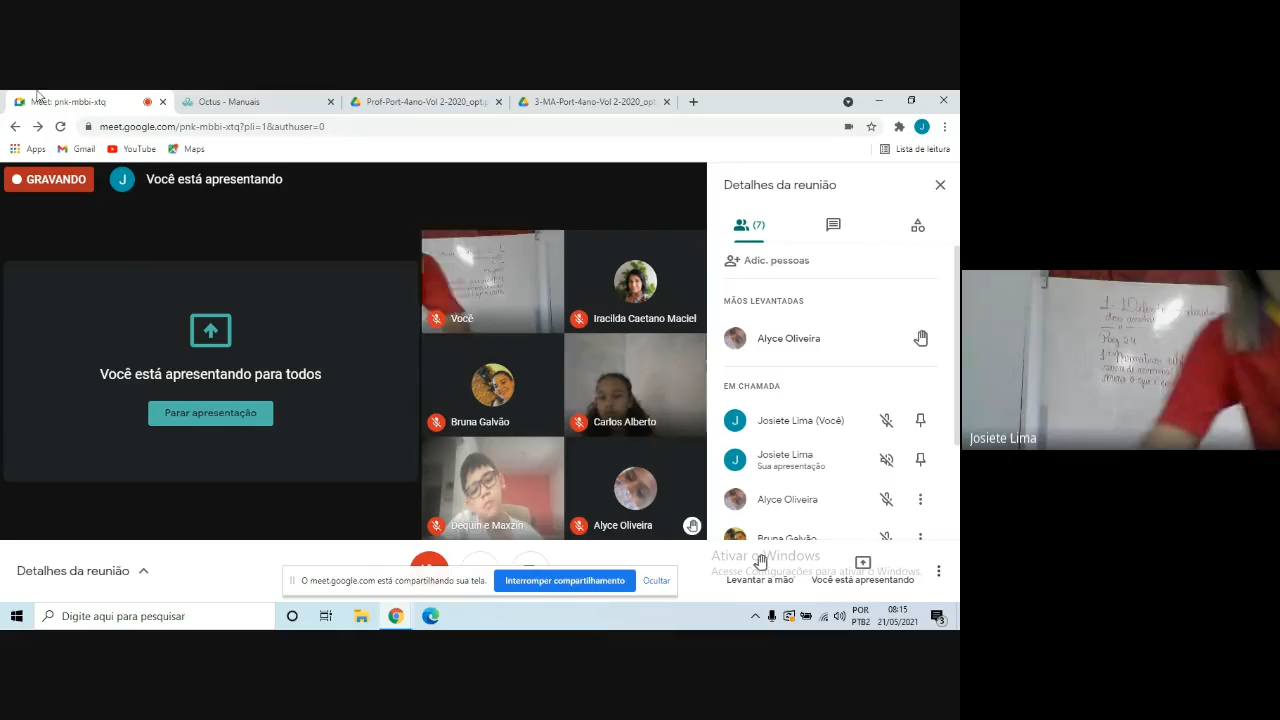 Meet: pnk-mbbi-xtq
Octus - Manuais
Prof-Port-4ano-Vol 2-2020_opt.p
3-MA-Port-4ano-Vol 2-2020_opt.
meet.google.com/pnk-mbbi-xtq?pli=1&authuser=0
Apps
Gmail
YouTube
Maps
Lista de leitura
GRAVANDO
J
Você está apresentando
Você está apresentando para todos
Parar apresentação
Você
Iracilda Caetano Maciel
Bruna Galvão
Carlos Alberto
Dequin e Maxzin
Alyce Oliveira
Detalhes da reunião
(7)
Adic. pessoas
MÃOS LEVANTADAS
Alyce Oliveira
EM CHAMADA
J
Josiete Lima (Você)
J
Josiete Lima
Sua apresentação
Alyce Oliveira
Bruna Galvão
Ativar o Windows
Acesse Configurações para ativar o Windows.
Levantar a mão
Você está apresentando
Detalhes da reunião
O meet.google.com está compartilhando sua tela.
Interromper compartilhamento
Ocultar
Digite aqui para pesquisar
POR
PTB2
08:15
21/05/2021
3
Pag 24
Josiete Lima